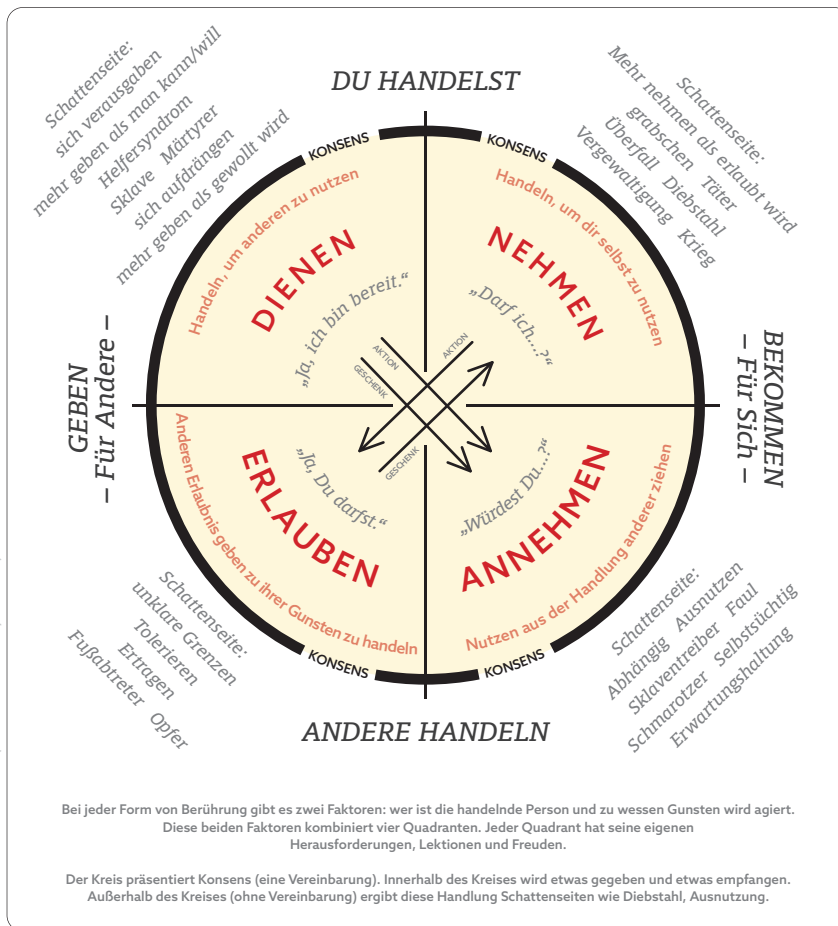 DU HANDELST
Schattenseite:
sich verausgaben
mehr geben als man kann/will
Helfersyndrom
Sklave Märtyrer
sich aufdrängen
mehr geben als gewollt wird
Schattenseite:
Mehr nehmen als erlaubt wird
grabschen Täter
Überfall Diebstahl
Vergewaltigung Krieg
KONSENS
KONSENS
Handeln, um anderen zu nutzen
DIENEN
„Ja, ich bin bereit.“
Handeln, um dir selbst zu nutzen
NEHMEN
„Darf ich...?“
AKTION
GESCHENK
AKTION
GESCHENK
GEBEN
– Für Andere –
BEKOMMEN
– Für Sich –
Anderen Erlaubnis geben zu ihrer Gunsten zu handeln
ERLAUBEN
„Ja, Du darfst.“
„Würdest Du...?“
ANNEHMEN
Nutzen aus der Handlung anderer ziehen
KONSENS
KONSENS
Schattenseite:
unklare Grenzen
Tolerieren
Ertragen
Fußabtreter Opfer
Schattenseite:
Abhängig Ausnutzen
Sklaventreiber Faul
Schmarotzer Selbstsüchtig
Erwartungshaltung
ANDERE HANDELN
Bei jeder Form von Berührung gibt es zwei Faktoren: wer ist die handelnde Person und zu wessen Gunsten wird agiert.
Diese beiden Faktoren kombiniert vier Quadranten. Jeder Quadrant hat seine eigenen
Herausforderungen, Lektionen und Freuden.
Der Kreis präsentiert Konsens (eine Vereinbarung). Innerhalb des Kreises wird etwas gegeben und etwas empfangen.
Außerhalb des Kreises (ohne Vereinbarung) ergibt diese Handlung Schattenseiten wie Diebstahl, Ausnutzung.